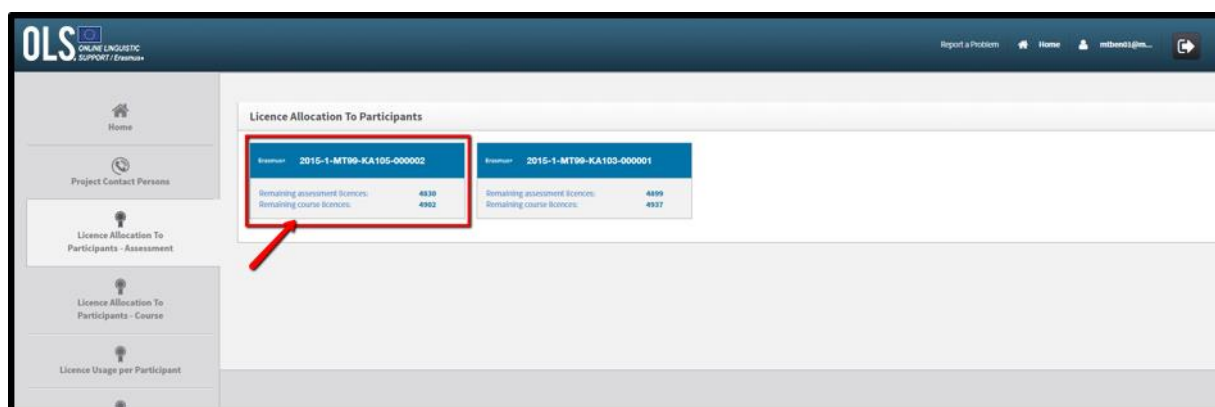 OLS ONLINE LINGUISTIC
SUPPORT / Erasmus+
Report a Problem Home mtben01@m...
Home
Project Contact Persons
Licence Allocation To
Participants - Assessment
Licence Allocation To
Participants - Course
Licence Usage per Participant
Licence Allocation To Participants
Erasmus+ 2015-1-MT99-KA105-000002
Remaining assessment licences: 4830
Remaining course licences: 4902
Erasmus+ 2015-1-MT99-KA103-000001
Remaining assessment licences: 4899
Remaining course licences: 4937